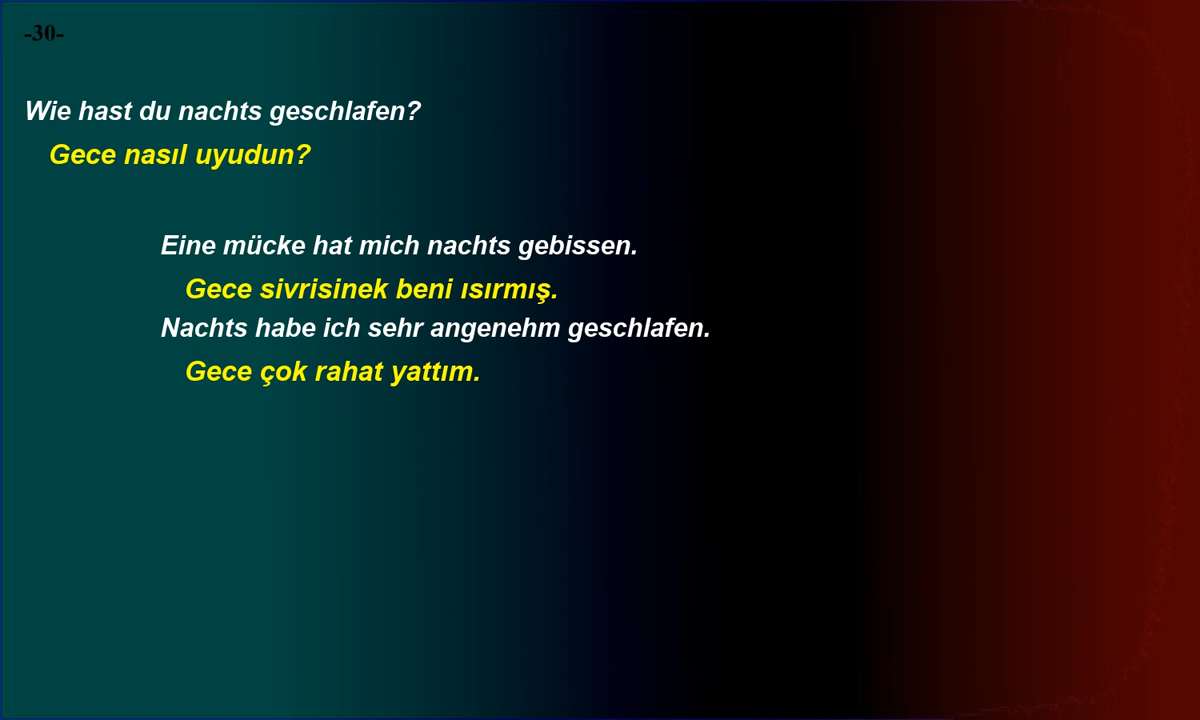 -30-
Wie hast du nachts geschlafen?
Gece nasıl uyudun?
Eine mücke hat mich nachts gebissen.
Gece sivrisinek beni ısırmış.
Nachts habe ich sehr angenehm geschlafen.
Gece çok rahat yattım.